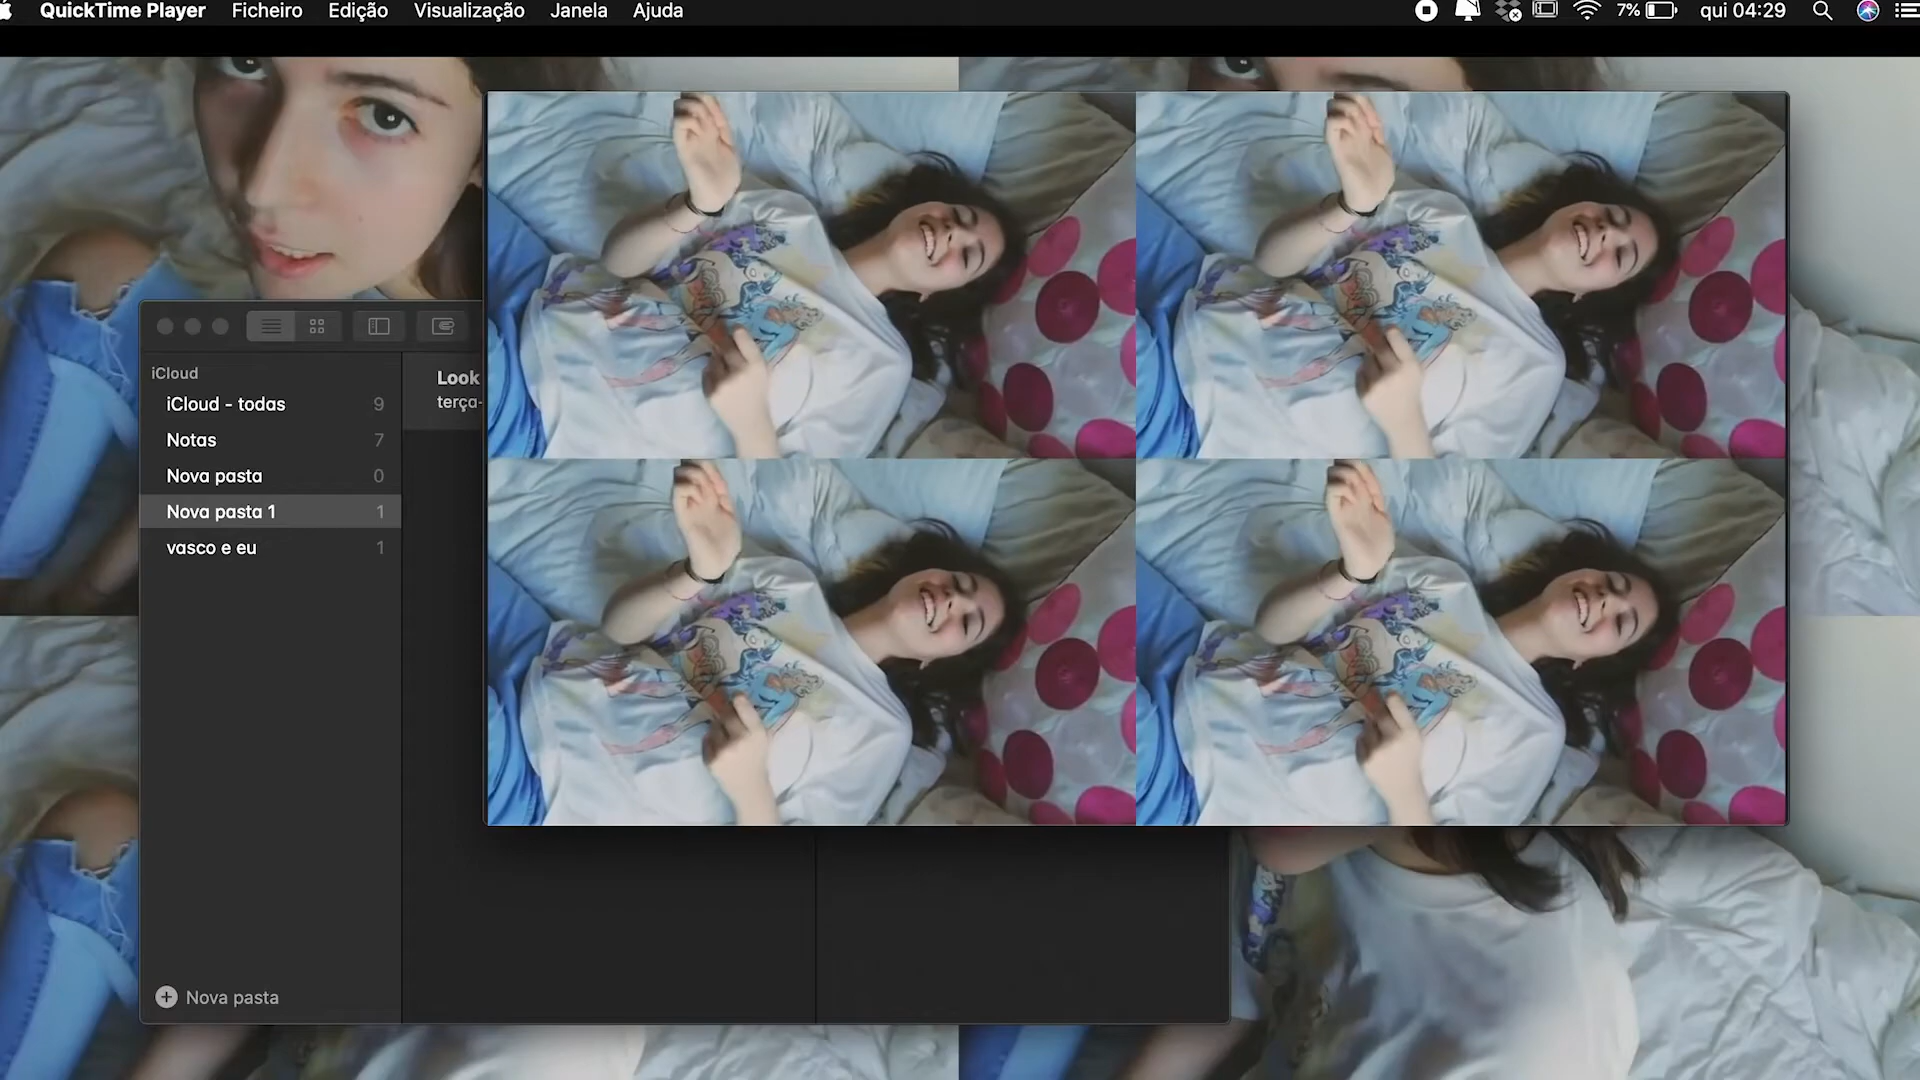 QuickTime Player Ficheiro Edição Visualização Janela Ajuda 7% qui 04:29
iCloud
iCloud - todas 9
Notas 7
Nova pasta 0
Nova pasta 1 1
vasco e eu 1
Nova pasta
Look
terça-